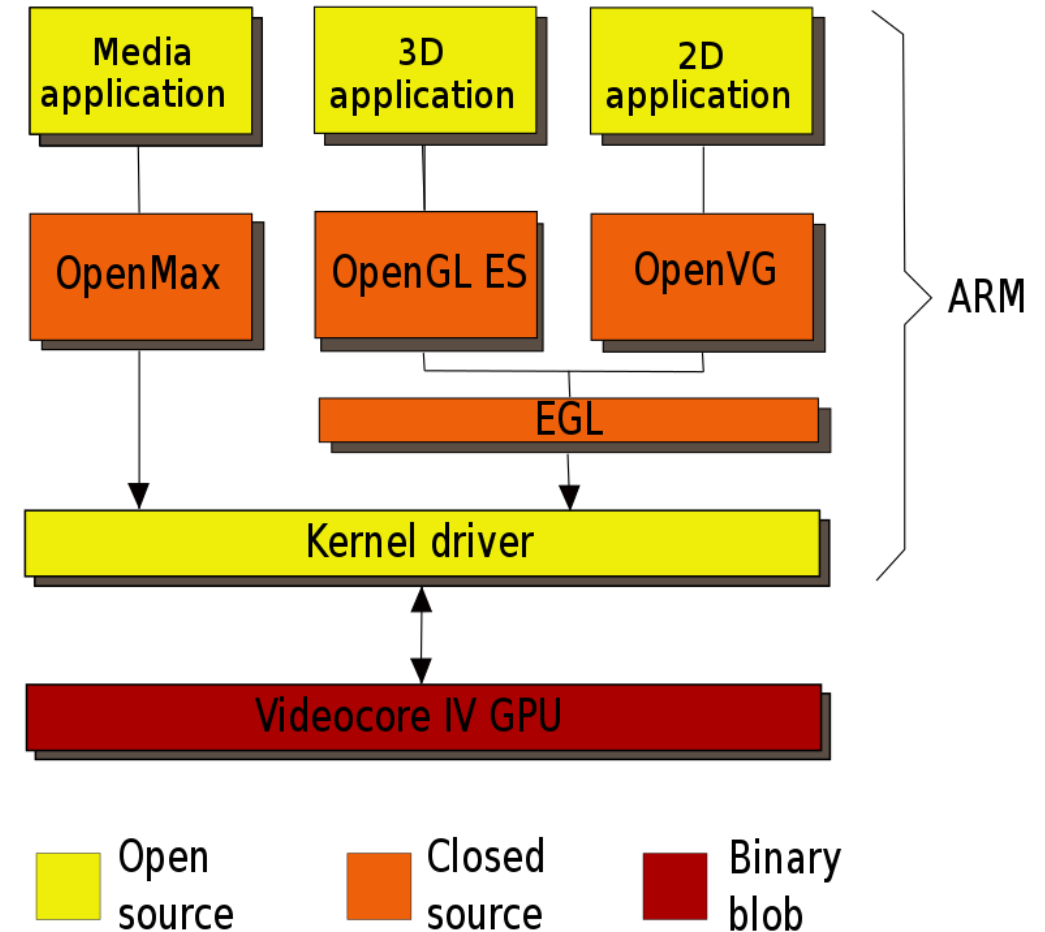 Media
application
3D
application
2D
application
OpenMax
OpenGL ES
OpenVG
ARM
EGL
Kernel driver
Videocore IV GPU
Open
source
Closed
source
Binary
blob